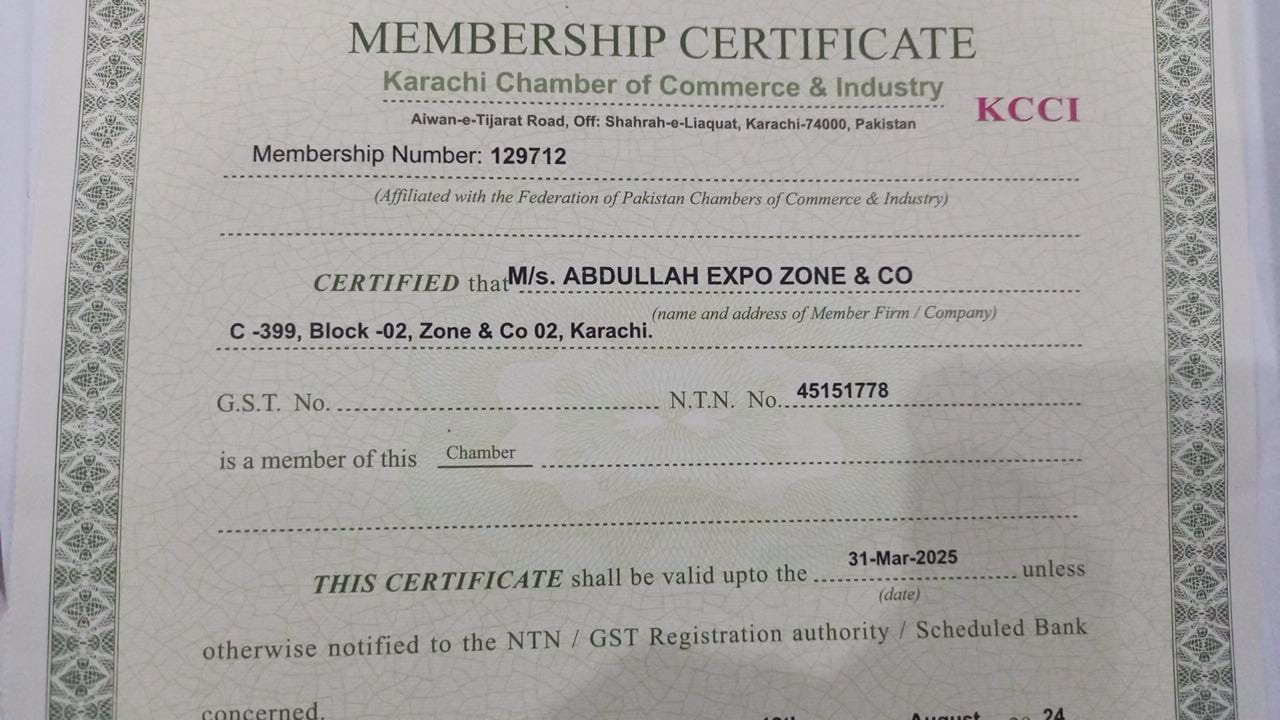 MEMBERSHIP CERTIFICATE
Karachi Chamber of Commerce & Industry
KCCI
Aiwan-e-Tijarat Road, Off: Shahrah-e-Liaquat, Karachi-74000, Pakistan
Membership Number: 129712
(Affiliated with the Federation of Pakistan Chambers of Commerce & Industry)
CERTIFIED that M/s. ABDULLAH EXPO ZONE & CO
(name and address of Member Firm / Company)
C -399, Block -02, Zone & Co 02, Karachi.
G.S.T. No. N.T.N. No. 45151778
is a member of this Chamber
THIS CERTIFICATE shall be valid upto the 31-Mar-2025 unless
(date)
otherwise notified to the NTN / GST Registration authority / Scheduled Bank
concerned. August 24